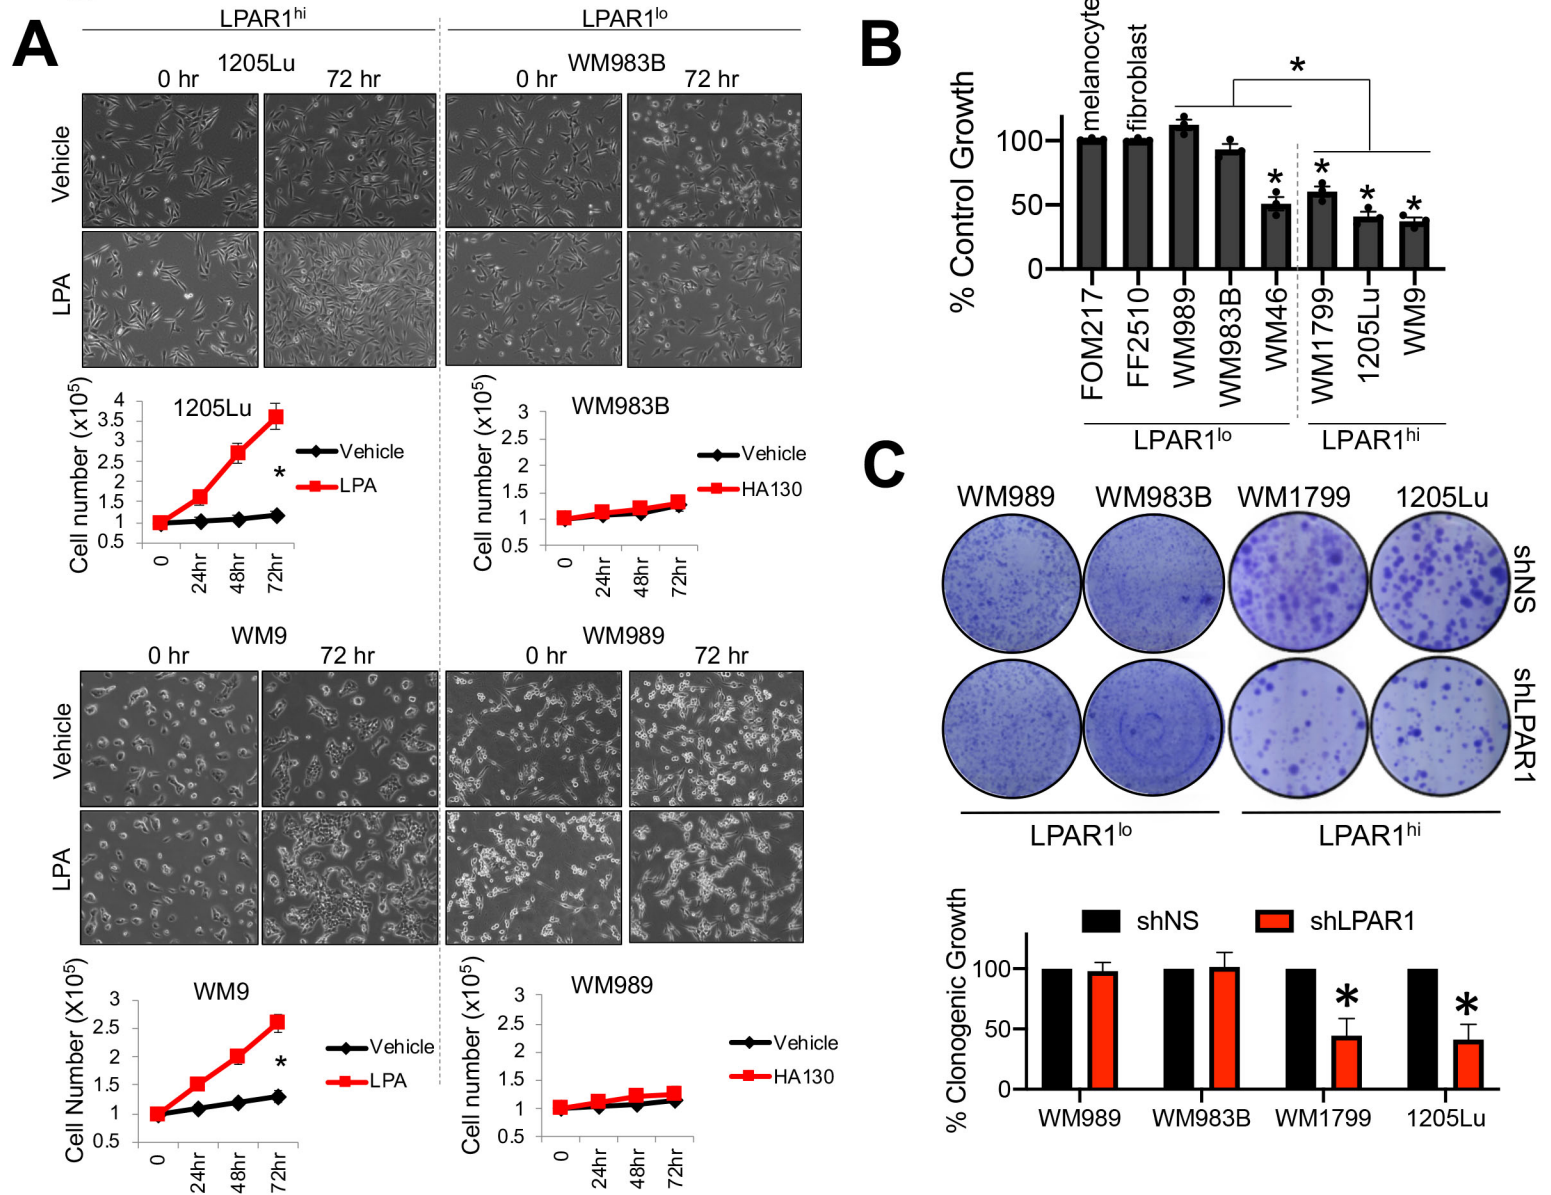 A
LPAR1hi
LPAR1lo
1205Lu
WM983B
0 hr
72 hr
0 hr
72 hr
Vehicle
LPA
Cell number (x105)
1205Lu
4
3.5
3
2.5
2
1.5
1
0.5
0
24hr
48hr
72hr
*
Vehicle
LPA
Cell number (x105)
WM983B
3
2.5
2
1.5
1
0.5
0
24hr
48hr
72hr
Vehicle
HA130
WM9
WM989
0 hr
72 hr
0 hr
72 hr
Vehicle
LPA
Cell Number (X105)
WM9
3
2.5
2
1.5
1
0.5
0
24hr
48hr
72hr
*
Vehicle
LPA
Cell number (x105)
WM989
3
2.5
2
1.5
1
0.5
0
24hr
48hr
72hr
Vehicle
HA130
B
% Control Growth
100
50
0
melanocyte
fibroblast
*
*
*
*
*
FOM217
FF2510
WM989
WM983B
WM46
WM1799
1205Lu
WM9
LPAR1lo
LPAR1hi
C
WM989
WM983B
WM1799
1205Lu
shNS
shLPAR1
LPAR1lo
LPAR1hi
% Clonogenic Growth
shNS
shLPAR1
100
50
0
*
*
WM989
WM983B
WM1799
1205Lu